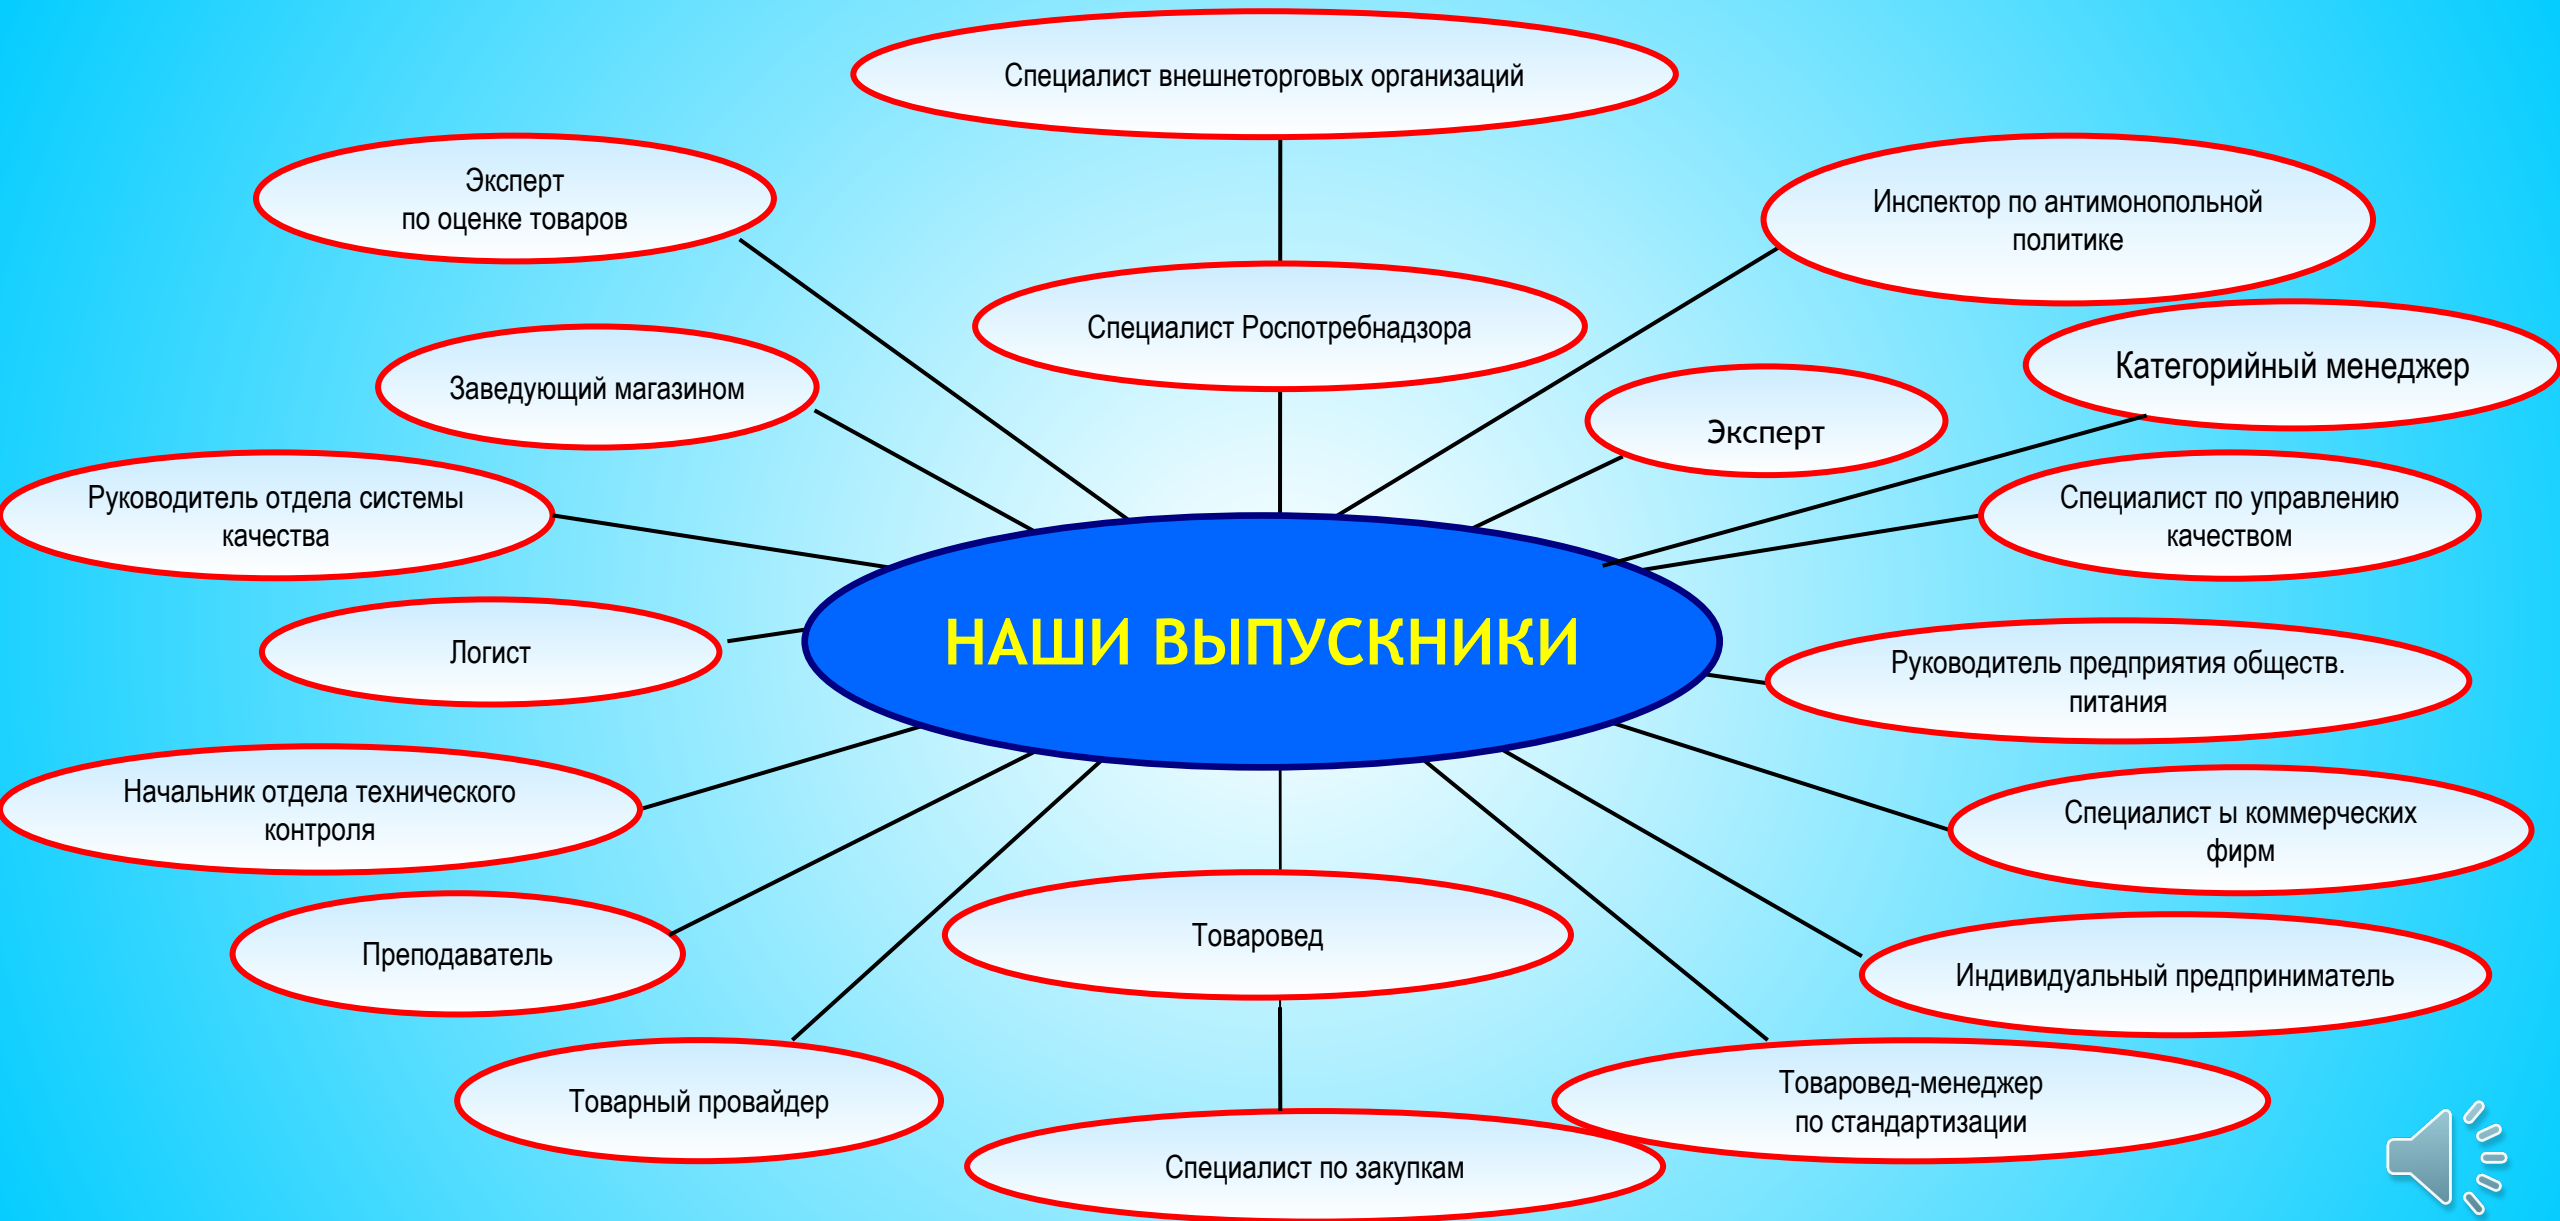 Специалист внешнеторговых организаций
Эксперт
по оценке товаров
Инспектор по антимонопольной
политике
Специалист Роспотребнадзора
Категорийный менеджер
Заведующий магазином
Эксперт
Руководитель отдела системы
качества
Специалист по управлению
качеством
НАШИ ВЫПУСКНИКИ
Логист
Руководитель предприятия обществ.
питания
Начальник отдела технического
контроля
Специалист ы коммерческих
фирм
Товаровед
Преподаватель
Индивидуальный предприниматель
Товарный провайдер
Товаровед-менеджер
по стандартизации
Специалист по закупкам